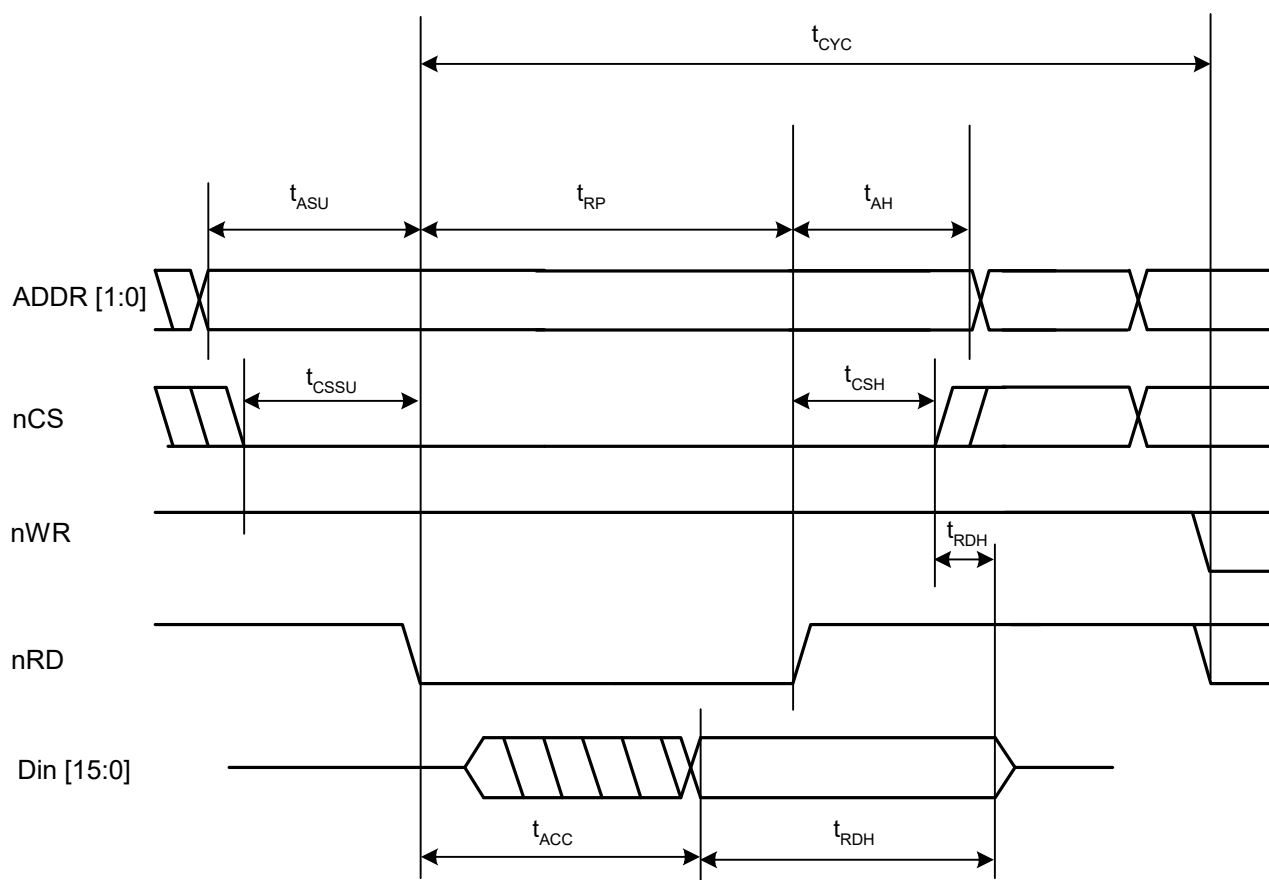 tCYC
tASU
tRP
tAH
ADDR [1:0]
tCSSU
tCSH
nCS
nWR
tRDH
nRD
Din [15:0]
tACC
tRDH